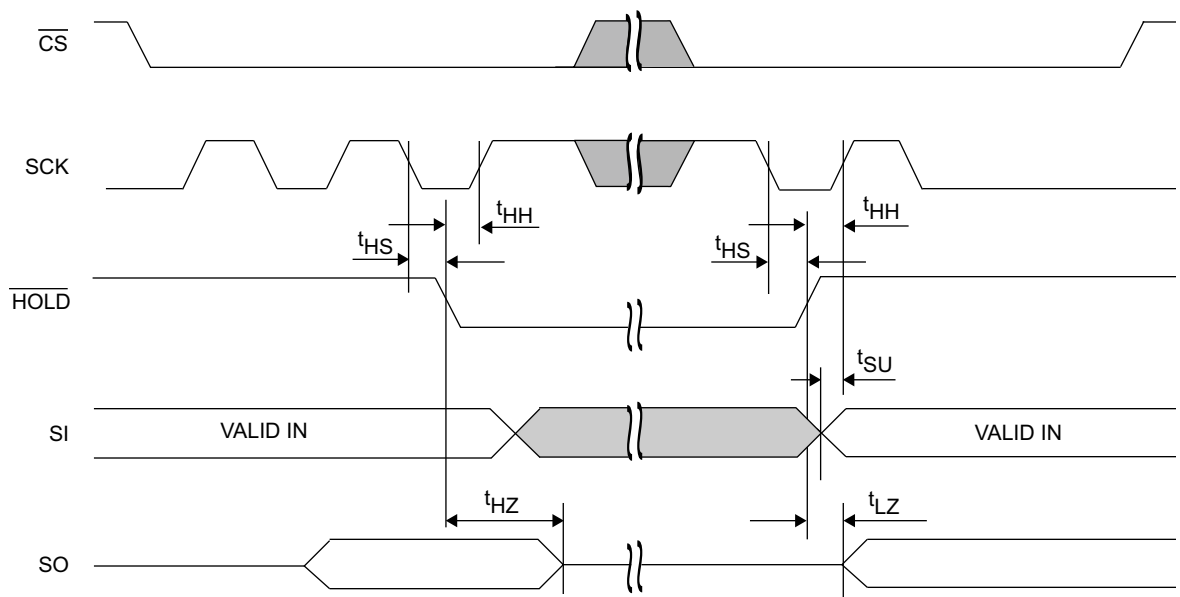 CS
SCK
tHH
tHH
tHS
tHS
HOLD
tSU
SI
VALID IN
VALID IN
tHZ
tLZ
SO